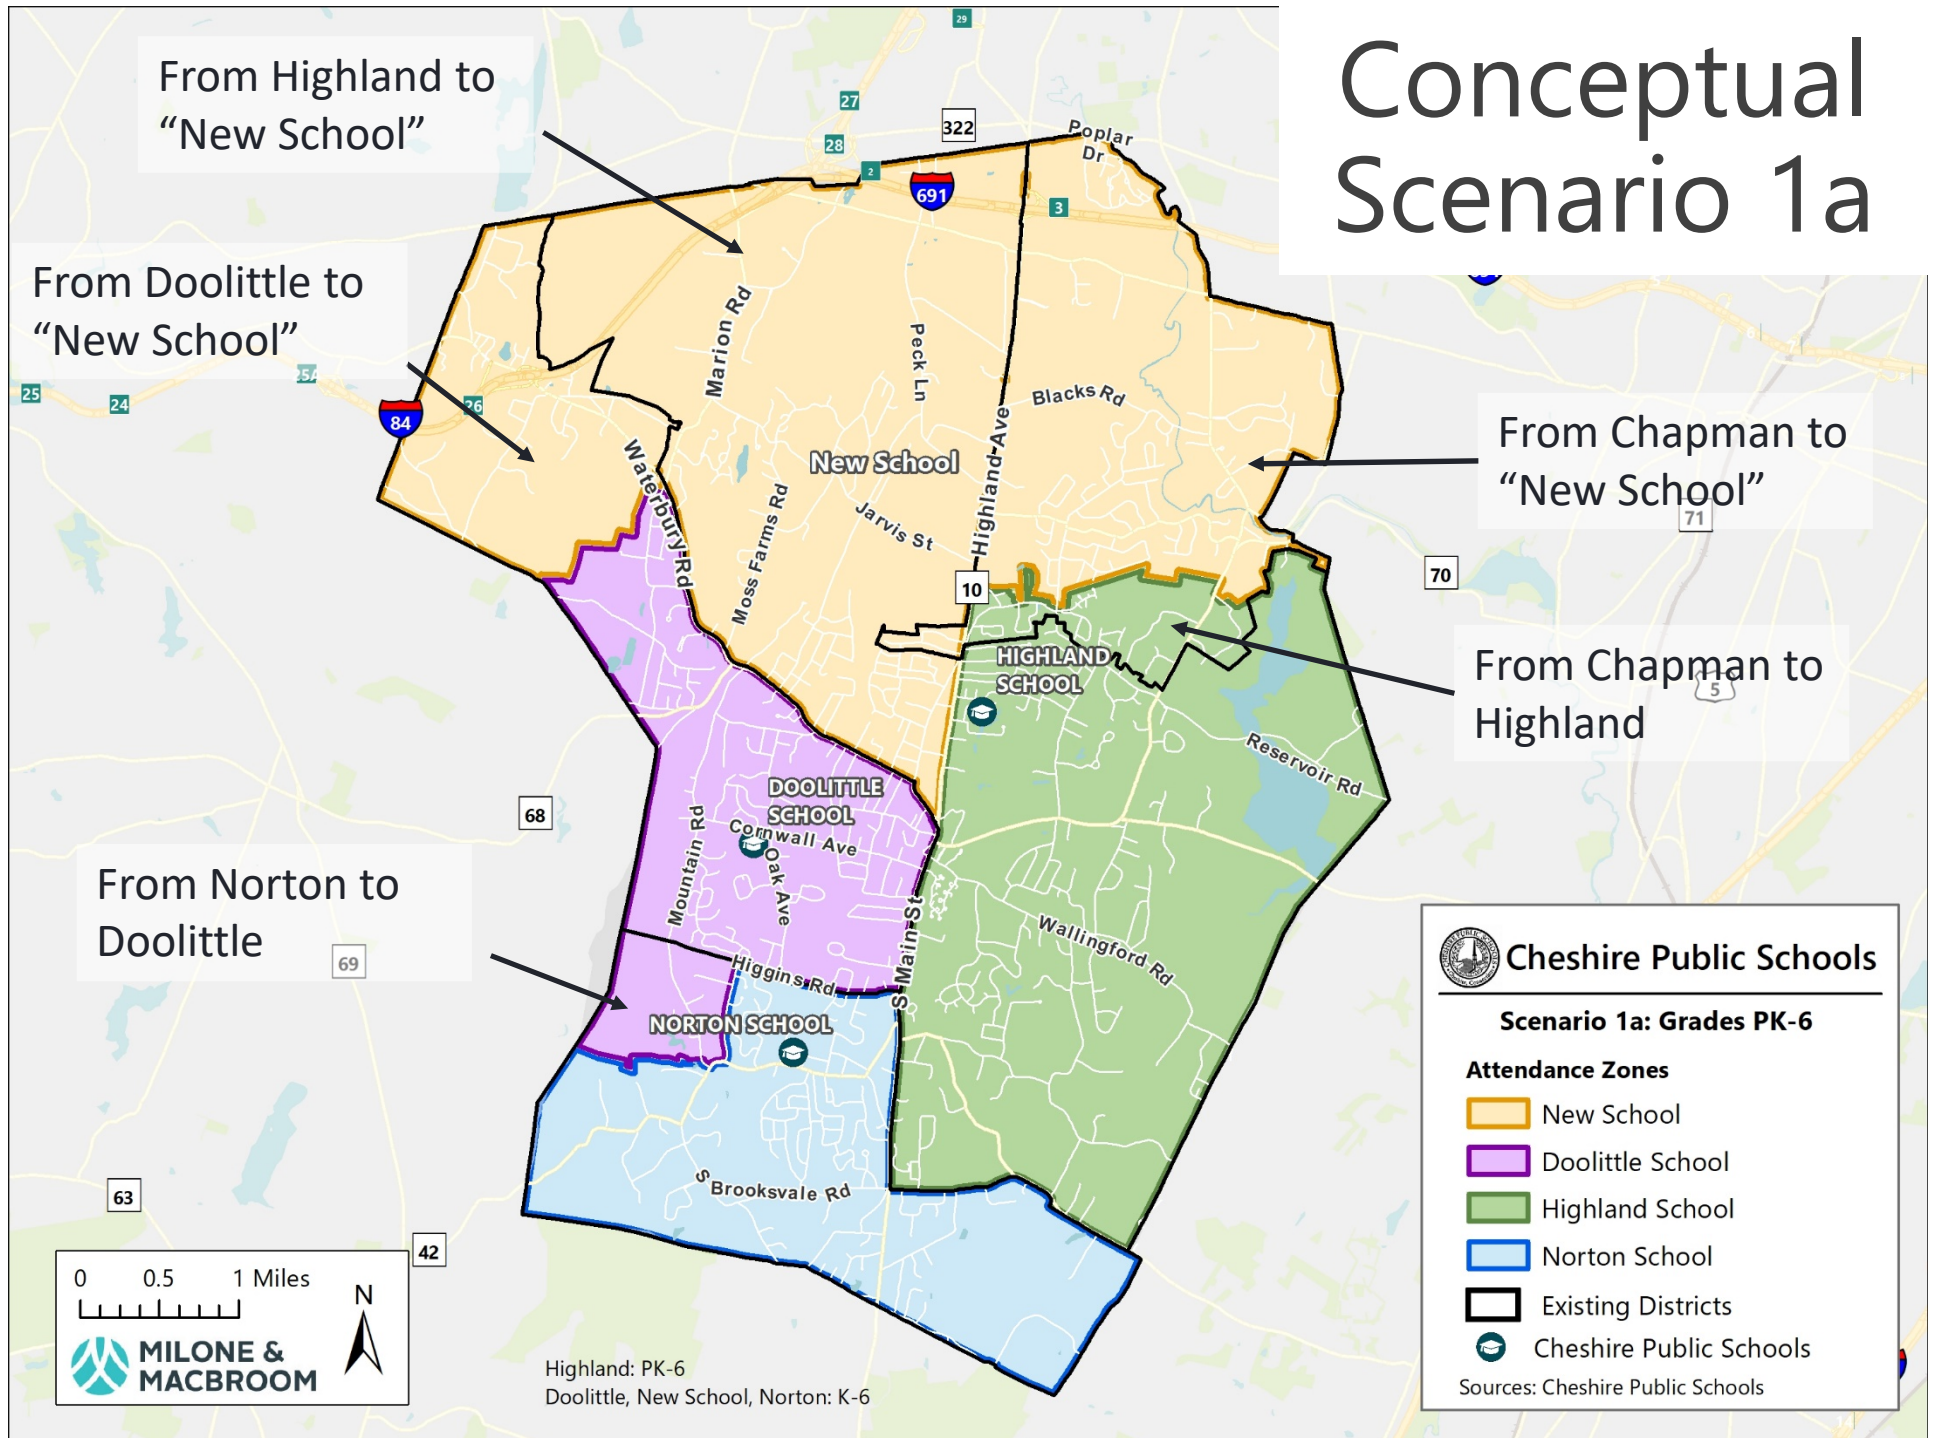 Conceptual
Scenario 1a
From Highland to
“New School”
From Doolittle to
“New School”
From Chapman to
“New School”
From Chapman to
Highland
From Norton to
Doolittle
29
27
28
2
322
691
3
Poplar
Dr
25
24
26
84
Marion Rd
Peck Ln
Highland Ave
Blacks Rd
New School
Waterbury Rd
Moss Farms Rd
Jarvis St
10
71
70
5
HIGHLAND
SCHOOL
Reservoir Rd
DOOLITTLE
SCHOOL
Cornwall Ave
Oak Ave
Mountain Rd
68
69
Higgins Rd
S Main St
Wallingford Rd
NORTON SCHOOL
S Brooksvale Rd
63
42
0 0.5 1 Miles
N
MILONE &
MACBROOM
Highland: PK-6
Doolittle, New School, Norton: K-6
Cheshire Public Schools
Scenario 1a: Grades PK-6
Attendance Zones
New School
Doolittle School
Highland School
Norton School
Existing Districts
Cheshire Public Schools
Sources: Cheshire Public Schools